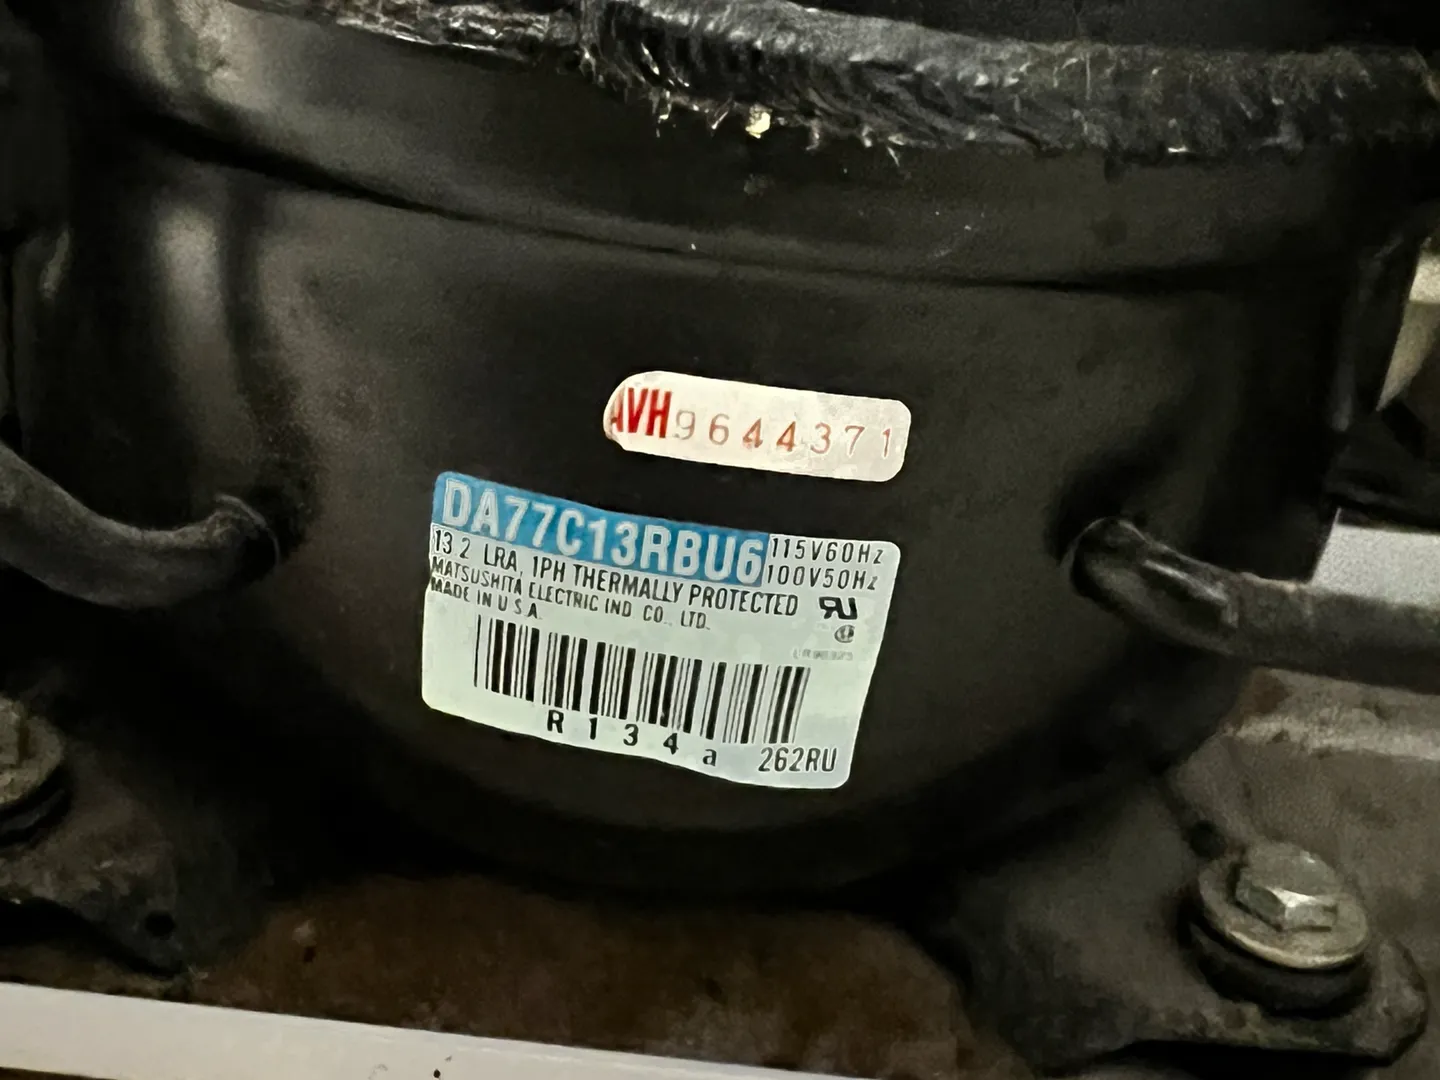 AVH9644371
DA77C13RBU6 115V60Hz
100V50Hz
13.2 LRA, 1PH THERMALLY PROTECTED
MATSUSHITA ELECTRIC IND. CO., LTD.
MADE IN U S A.
R134a 262RU